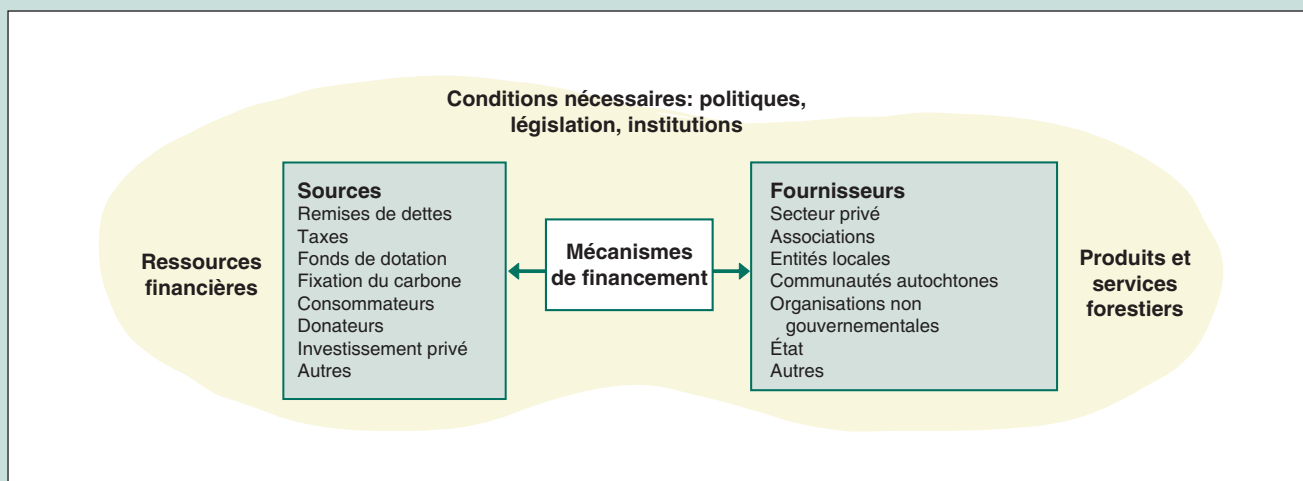 Conditions nécessaires: politiques,
législation, institutions
Ressources
financières
Sources
Remises de dettes
Taxes
Fonds de dotation
Fixation du carbone
Consommateurs
Donateurs
Investissement privé
Autres
Mécanismes
de financement
Fournisseurs
Secteur privé
Associations
Entités locales
Communautés autochtones
Organisations non
gouvernementales
État
Autres
Produits et
services
forestiers